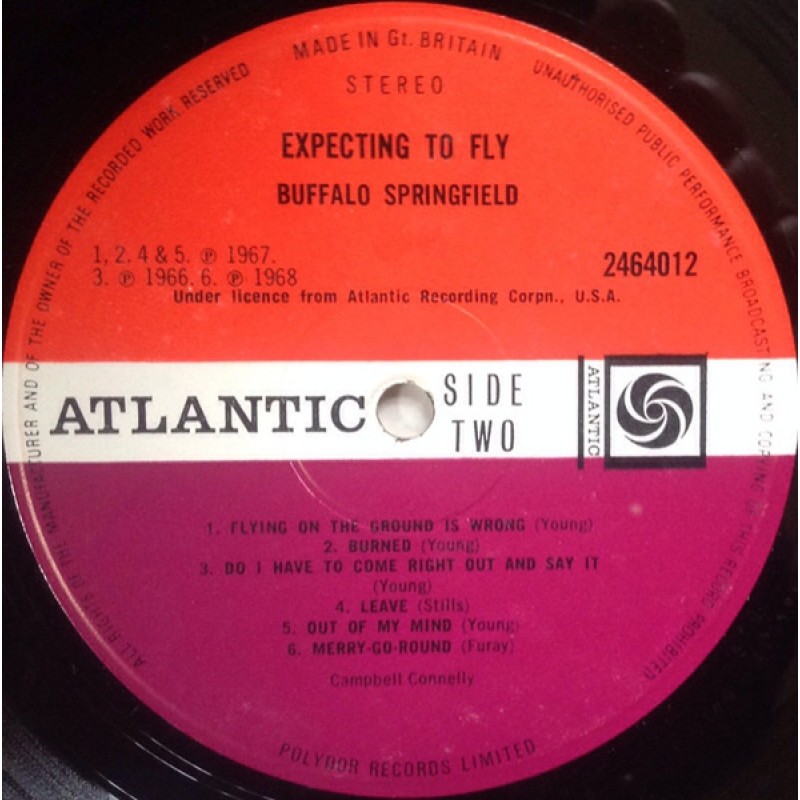 MADE IN Gt. BRITAIN
UNAUTHORISED PUBLIC PERFORMANCE BROADCASTING AND COPYING OF THIS RECORD PROHIBITED
ALL RIGHTS OF THE MANUFACTURER AND OF THE OWNER OF THE RECORDED WORK RESERVED
STEREO
EXPECTING TO FLY
BUFFALO SPRINGFIELD
1, 2. 4 & 5. ℗ 1967.
3. ℗ 1966. 6. ℗ 1968
2464012
Under licence from Atlantic Recording Corpn., U.S.A.
ATLANTIC
SIDE
TWO
ATLANTIC
1. FLYING ON THE GROUND IS WRONG (Young)
2. BURNED (Young)
3. DO I HAVE TO COME RIGHT OUT AND SAY IT
(Young)
4. LEAVE (Stills)
5. OUT OF MY MIND (Young)
6. MERRY-GO-ROUND (Furay)
Campbell Connelly
POLYDOR RECORDS LIMITED